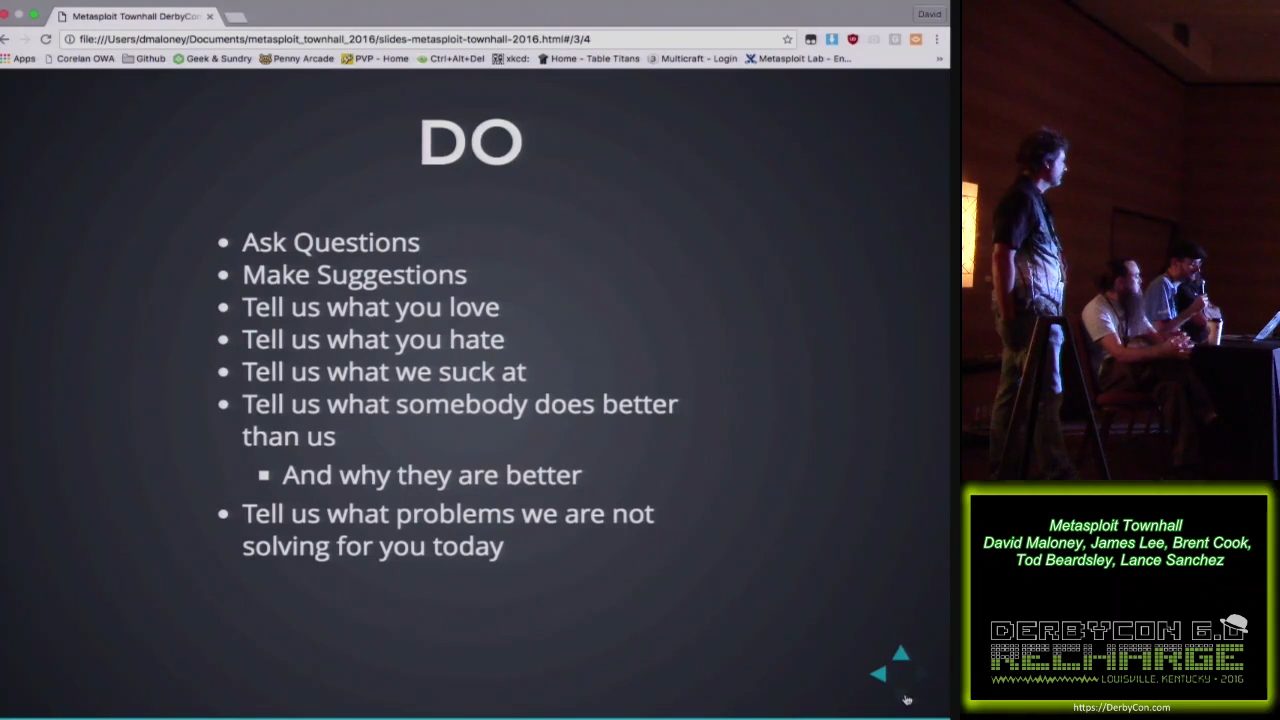 Metasploit Townhall DerbyCon
David
file:///Users/dmaloney/Documents/metasploit_townhall_2016/slides-metasploit-townhall-2016.html#/3/4
Apps Corelan OWA Github Geek & Sundry Penny Arcade PVP - Home Ctrl+Alt+Del xkcd: Home - Table Titans Multicraft - Login Metasploit Lab - En... »
DO
• Ask Questions
• Make Suggestions
• Tell us what you love
• Tell us what you hate
• Tell us what we suck at
• Tell us what somebody does better
than us
▪ And why they are better
• Tell us what problems we are not
solving for you today
Metasploit Townhall
David Maloney, James Lee, Brent Cook,
Tod Beardsley, Lance Sanchez
DERBYCON 6.0
RECHARGE
LOUISVILLE, KENTUCKY • 2016
https://DerbyCon.com